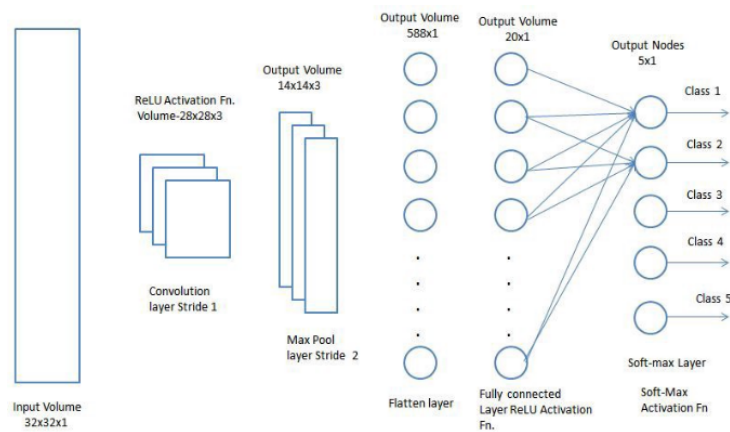 Output Volume
588x1
Output Volume
20x1
Output Nodes
5x1
Output Volume
14x14x3
ReLU Activation Fn.
Volume-28x28x3
Class 1
Class 2
Class 3
Class 4
Class 5
Convolution
layer Stride 1
Max Pool
layer Stride 2
Soft-max Layer
Flatten layer
Fully connected
Layer ReLU Activation
Fn.
Soft-Max
Activation Fn
Input Volume
32x32x1